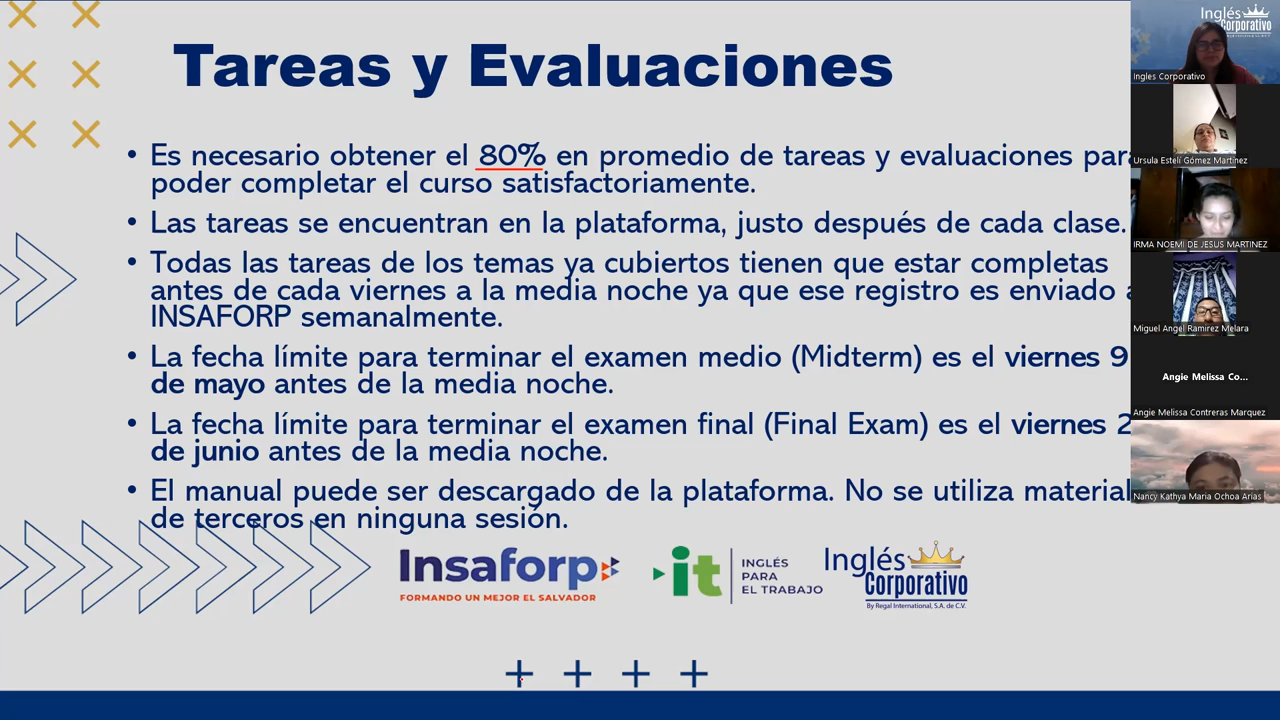 Tareas y Evaluaciones
• Es necesario obtener el 80% en promedio de tareas y evaluaciones para
poder completar el curso satisfactoriamente.
• Las tareas se encuentran en la plataforma, justo después de cada clase.
• Todas las tareas de los temas ya cubiertos tienen que estar completas
antes de cada viernes a la media noche ya que ese registro es enviado a
INSAFORP semanalmente.
• La fecha límite para terminar el examen medio (Midterm) es el viernes 9
de mayo antes de la media noche.
• La fecha límite para terminar el examen final (Final Exam) es el viernes 2
de junio antes de la media noche.
• El manual puede ser descargado de la plataforma. No se utiliza material
de terceros en ninguna sesión.
Insaforp
FORMANDO UN MEJOR EL SALVADOR
it
INGLÉS
PARA
EL TRABAJO
Inglés
Corporativo
By Regal International, S.A. de C.V.
Inglés
Corporativo
Ingles Corporativo
Ursula Estelí Gómez Martínez
IRMA NOEMI DE JESUS MARTINEZ
Miguel Angel Ramirez Melara
Angie Melissa Co...
Angie Melissa Contreras Marquez
Nancy Kathya Maria Ochoa Arias